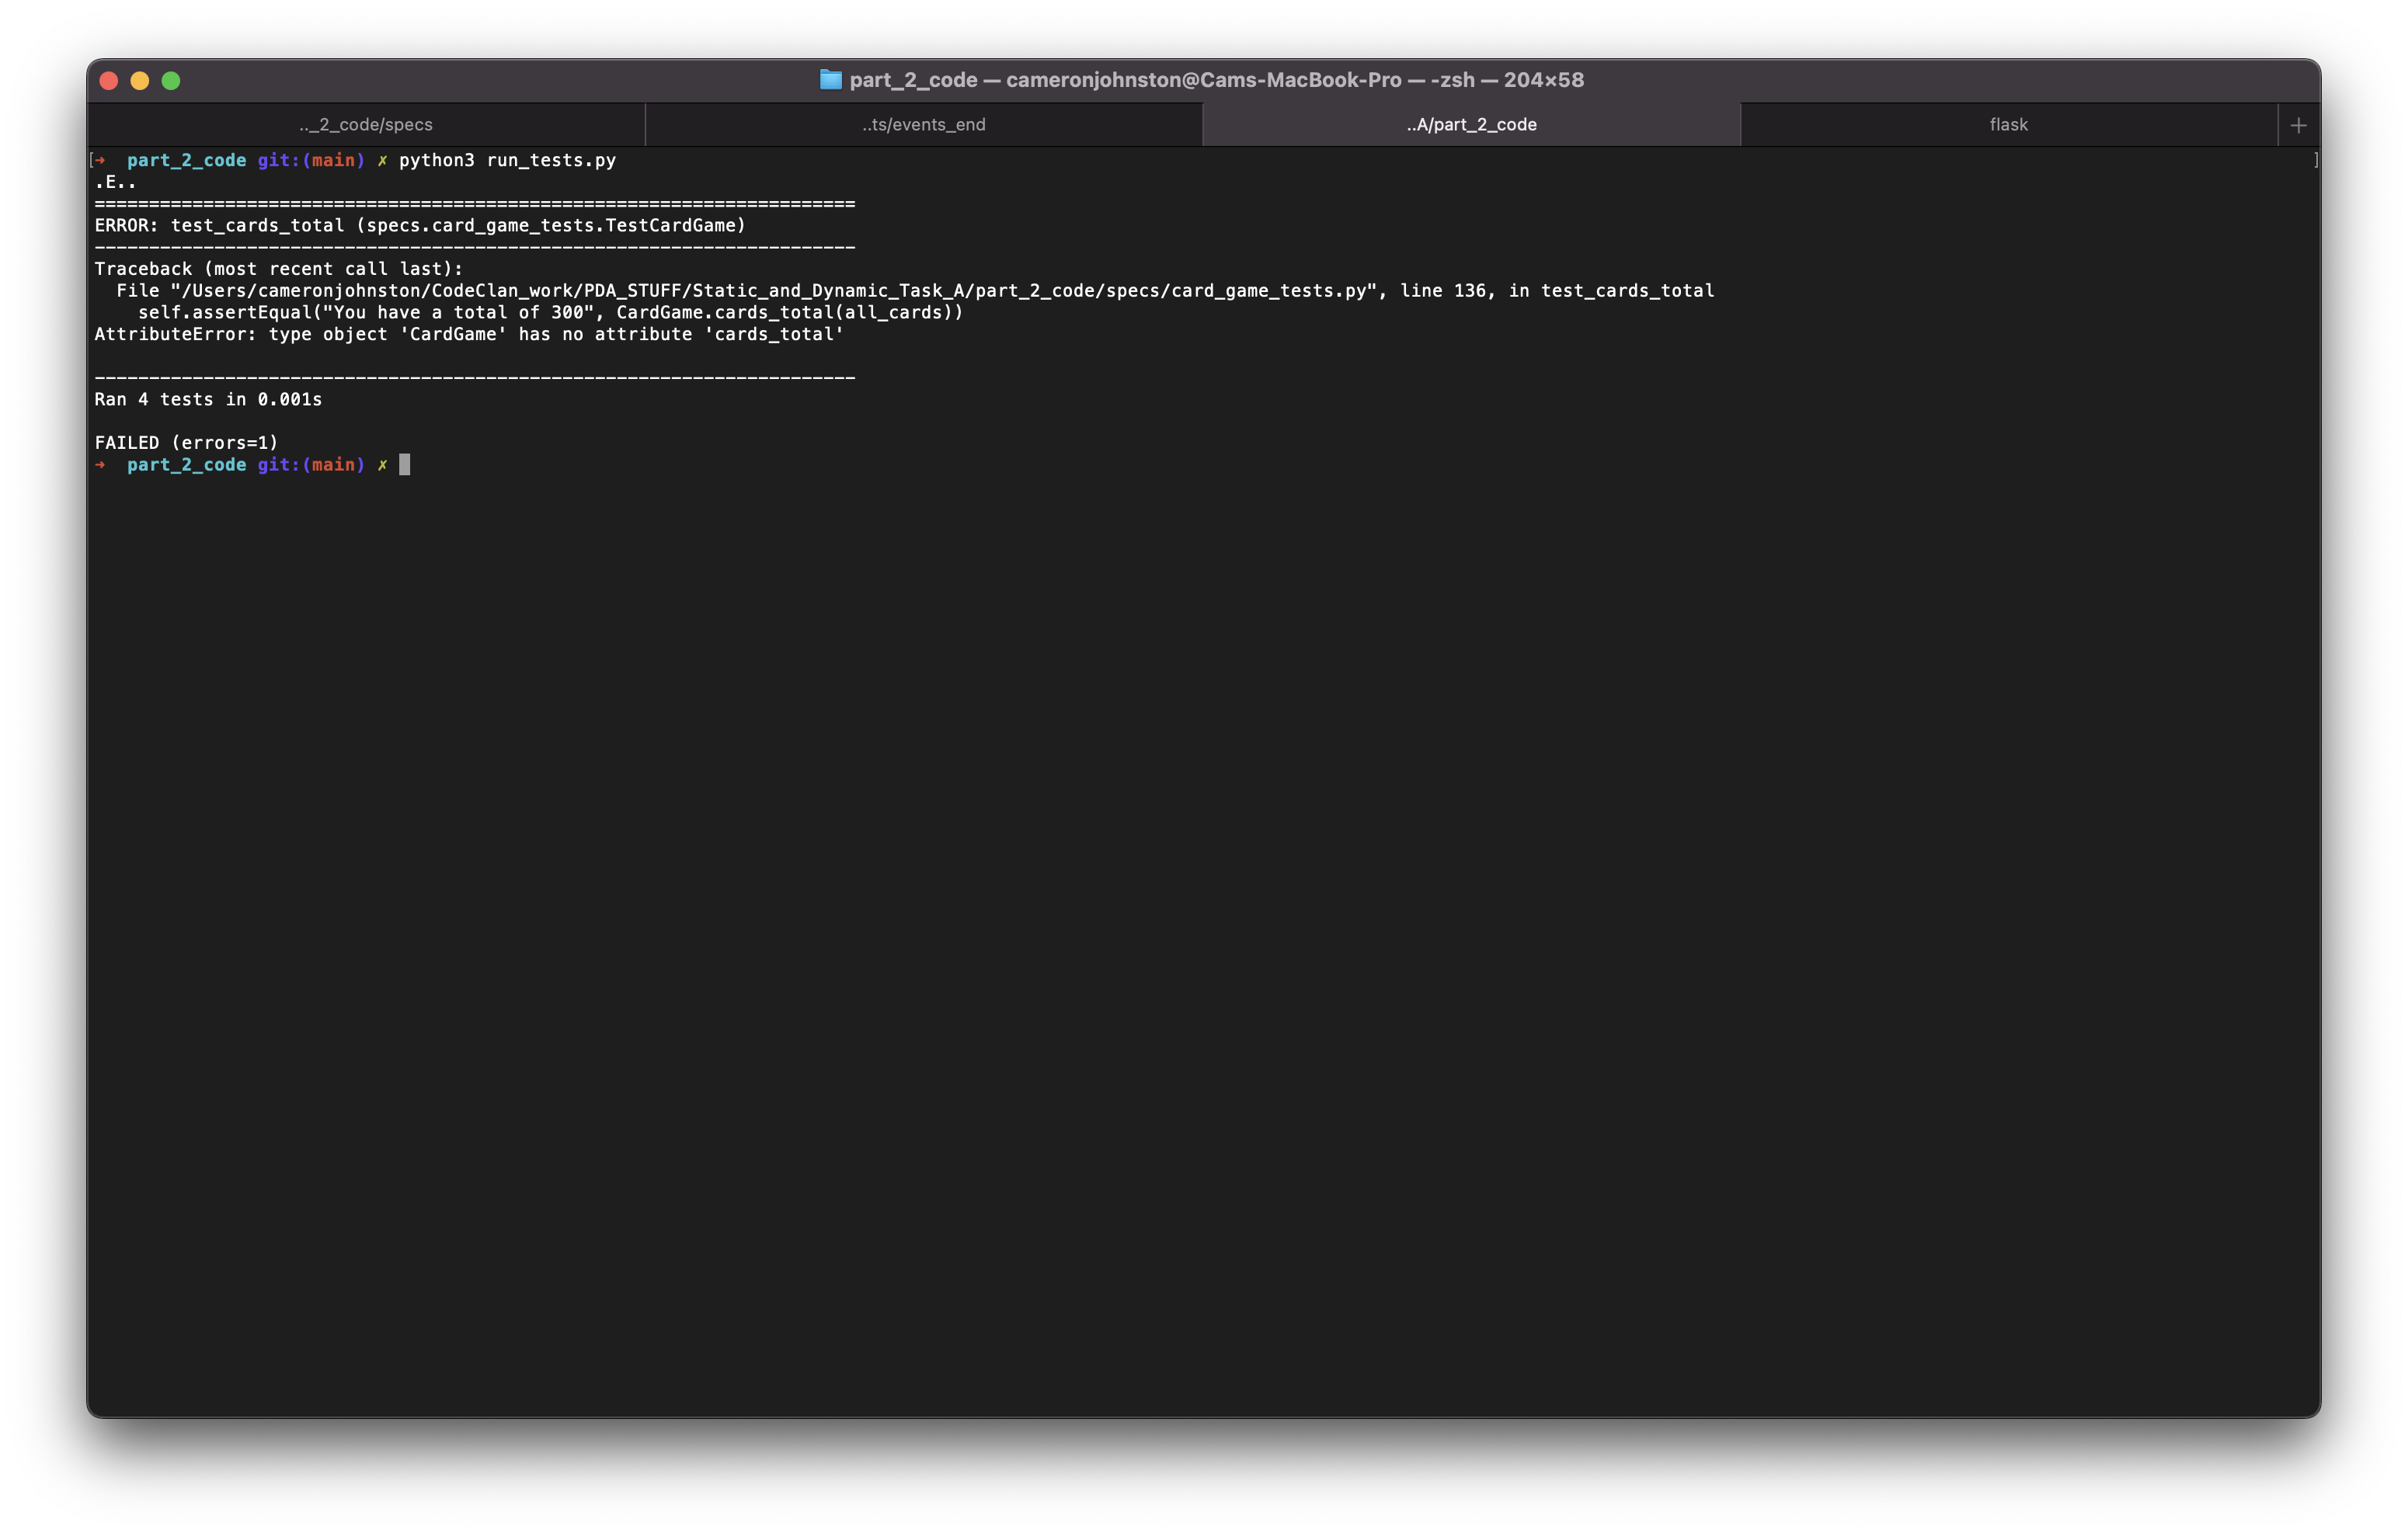 part_2_code — cameronjohnston@Cams-MacBook-Pro — -zsh — 204×58
.._2_code/specs
..ts/events_end
..A/part_2_code
flask
+
[➜  part_2_code git:(main) ✗ python3 run_tests.py ]
.E..
======================================================================
ERROR: test_cards_total (specs.card_game_tests.TestCardGame)
----------------------------------------------------------------------
Traceback (most recent call last):
  File "/Users/cameronjohnston/CodeClan_work/PDA_STUFF/Static_and_Dynamic_Task_A/part_2_code/specs/card_game_tests.py", line 136, in test_cards_total
    self.assertEqual("You have a total of 300", CardGame.cards_total(all_cards))
AttributeError: type object 'CardGame' has no attribute 'cards_total'
----------------------------------------------------------------------
Ran 4 tests in 0.001s
FAILED (errors=1)
➜  part_2_code git:(main) ✗